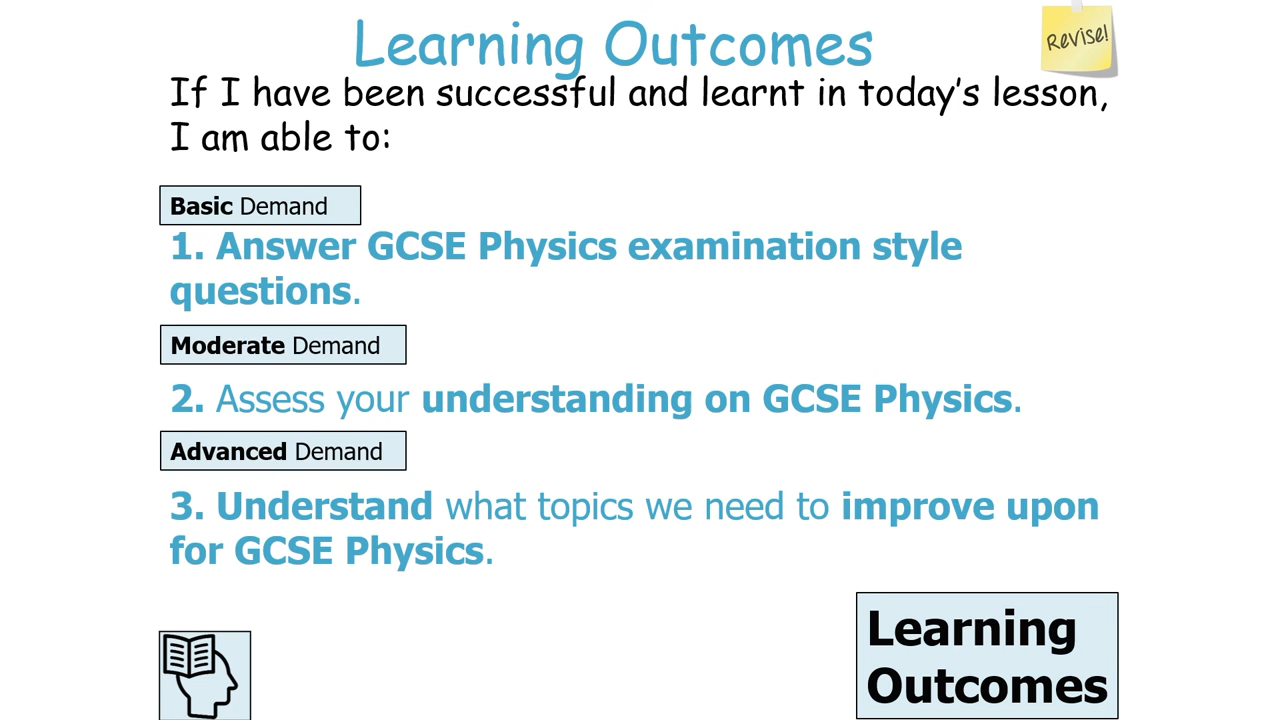 Learning Outcomes
Revise!
If I have been successful and learnt in today's lesson,
I am able to:
Basic Demand
1. Answer GCSE Physics examination style
questions.
Moderate Demand
2. Assess your understanding on GCSE Physics.
Advanced Demand
3. Understand what topics we need to improve upon
for GCSE Physics.
Learning
Outcomes